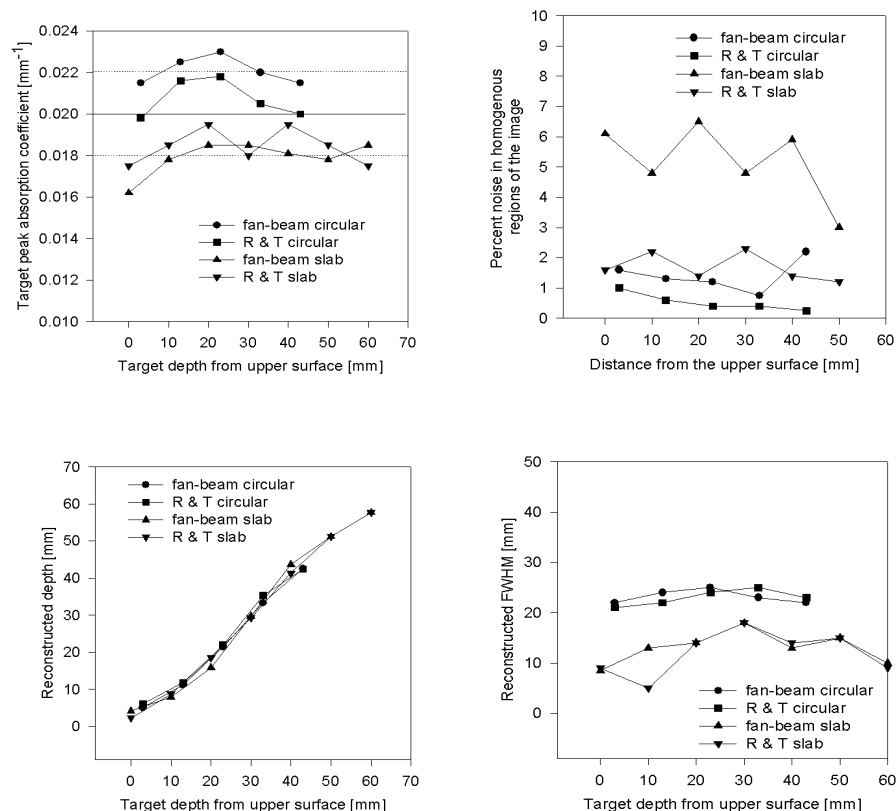 Target peak absorption coefficient [mm-1]
0.024
0.022
0.020
0.018
0.016
0.014
0.012
0.010
fan-beam circular
R & T circular
fan-beam slab
R & T slab
0 10 20 30 40 50 60 70
Target depth from upper surface [mm]
Percent noise in homogenous
regions of the image
10
9
8
7
6
5
4
3
2
1
0
fan-beam circular
R & T circular
fan-beam slab
R & T slab
0 10 20 30 40 50 60
Distance from the upper surface [mm]
Reconstructed depth [mm]
70
60
50
40
30
20
10
0
fan-beam circular
R & T circular
fan-beam slab
R & T slab
0 10 20 30 40 50 60 70
Target depth from upper surface [mm]
Reconstructed FWHM [mm]
50
40
30
20
10
0
fan-beam circular
R & T circular
fan-beam slab
R & T slab
0 10 20 30 40 50 60
Target depth from upper surface [mm]